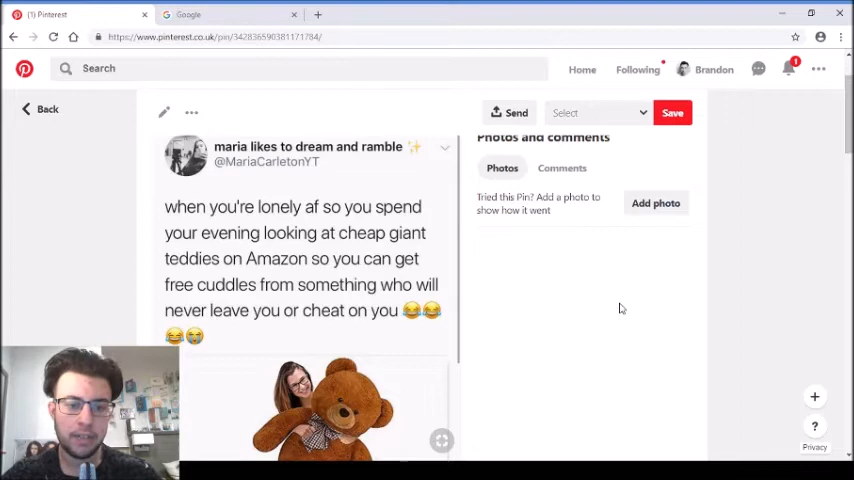 (1) Pinterest
Google
https://www.pinterest.co.uk/pin/342836590381171784/
Search
Home
Following
Brandon
1
Back
Send
Select
Save
maria likes to dream and ramble ✨
@MariaCarletonYT
when you're lonely af so you spend
your evening looking at cheap giant
teddies on Amazon so you can get
free cuddles from something who will
never leave you or cheat on you 😂😂
😂😭
Photos and comments
Photos
Comments
Tried this Pin? Add a photo to
show how it went
Add photo
Privacy